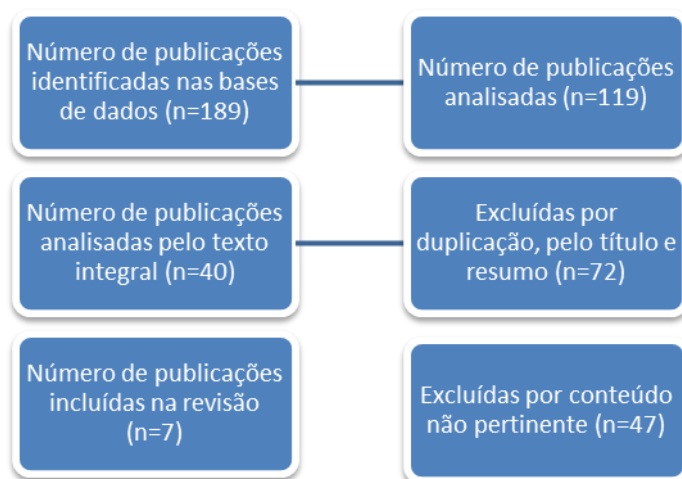 Número de publicações
identificadas nas bases
de dados (n=189)
Número de publicações
analisadas (n=119)
Número de publicações
analisadas pelo texto
integral (n=40)
Excluídas por
duplicação, pelo título e
resumo (n=72)
Número de publicações
incluídas na revisão
(n=7)
Excluídas por conteúdo
não pertinente (n=47)